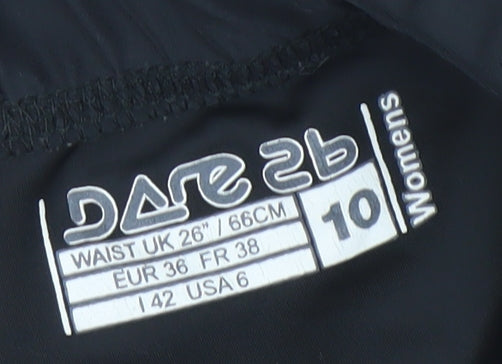 Dare 2b
WAIST UK 26" / 66CM
EUR 36 FR 38
I 42 USA 6
10
Womens